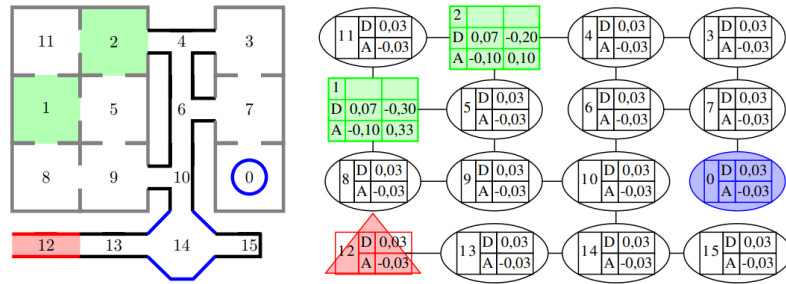 11 2 4 3
1 5 6 7
8 9 10 0
12 13 14 15
11 D 0,03
A -0,03
2
D 0,07 -0,20
A -0,10 0,10
4 D 0,03
A -0,03
3 D 0,03
A -0,03
1
D 0,07 -0,30
A -0,10 0,33
5 D 0,03
A -0,03
6 D 0,03
A -0,03
7 D 0,03
A -0,03
8 D 0,03
A -0,03
9 D 0,03
A -0,03
10 D 0,03
A -0,03
0 D 0,03
A -0,03
12 D 0,03
A -0,03
13 D 0,03
A -0,03
14 D 0,03
A -0,03
15 D 0,03
A -0,03